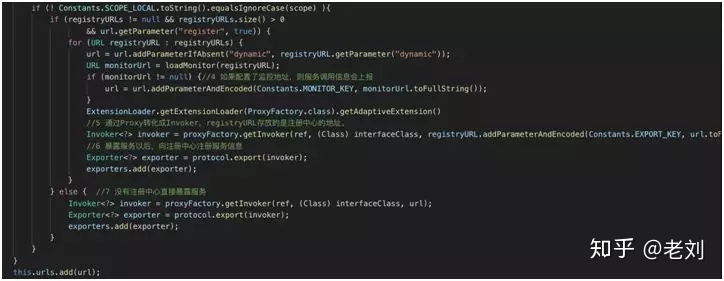 if (! Constants.SCOPE_LOCAL.toString().equalsIgnoreCase(scope) ){
if (registryURLs != null && registryURLs.size() > 0
&& url.getParameter("register", true)) {
for (URL registryURL : registryURLs) {
url = url.addParameterIfAbsent("dynamic", registryURL.getParameter("dynamic"));
URL monitorUrl = loadMonitor(registryURL);
if (monitorUrl != null) {//4 如果配置了监控地址，则服务调用信息会上报
url = url.addParameterAndEncoded(Constants.MONITOR_KEY, monitorUrl.toFullString());
}
ExtensionLoader.getExtensionLoader(ProxyFactory.class).getAdaptiveExtension()
//5 通过Proxy转化成Invoker，registryURL存放的是注册中心的地址。
Invoker<?> invoker = proxyFactory.getInvoker(ref, (Class) interfaceClass, registryURL.addParameterAndEncoded(Constants.EXPORT_KEY, url.toF
//6 暴露服务以后，向注册中心注册服务信息
Exporter<?> exporter = protocol.export(invoker);
exporters.add(exporter);
}
} else { //7 没有注册中心直接暴露服务
Invoker<?> invoker = proxyFactory.getInvoker(ref, (Class) interfaceClass, url);
Exporter<?> exporter = protocol.export(invoker);
exporters.add(exporter);
}
}
}
this.urls.add(url);
知乎 @老刘